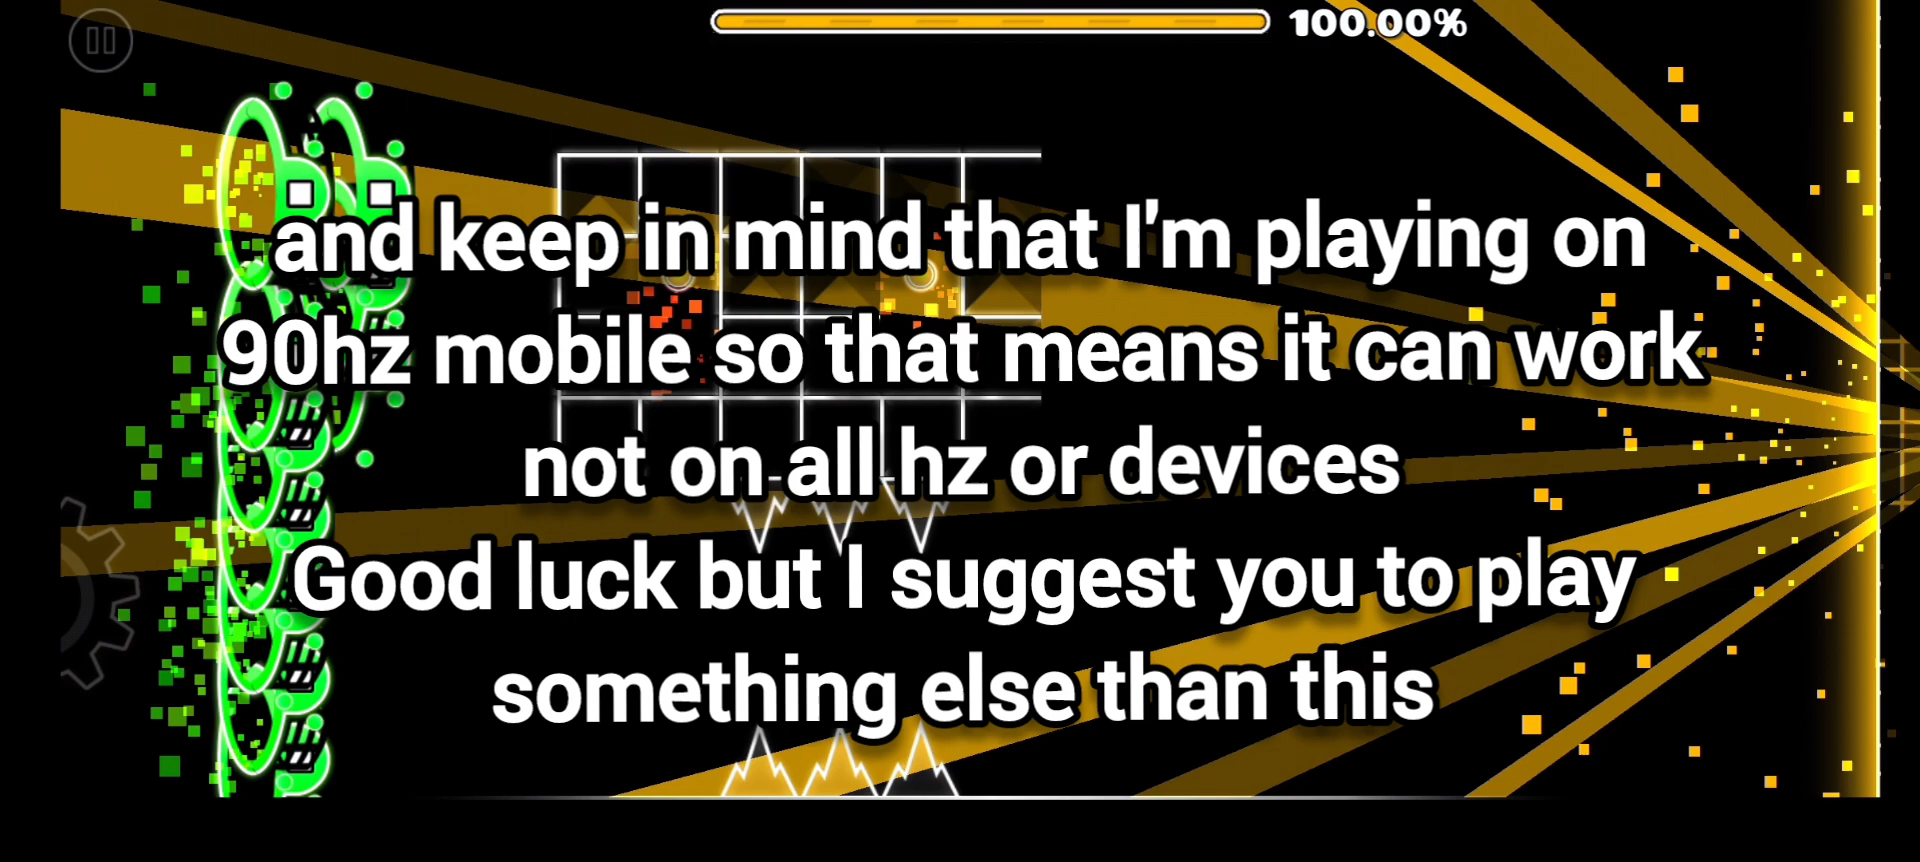 100.00%
and keep in mind that I'm playing on
90hz mobile so that means it can work
not on all hz or devices
Good luck but I suggest you to play
something else than this